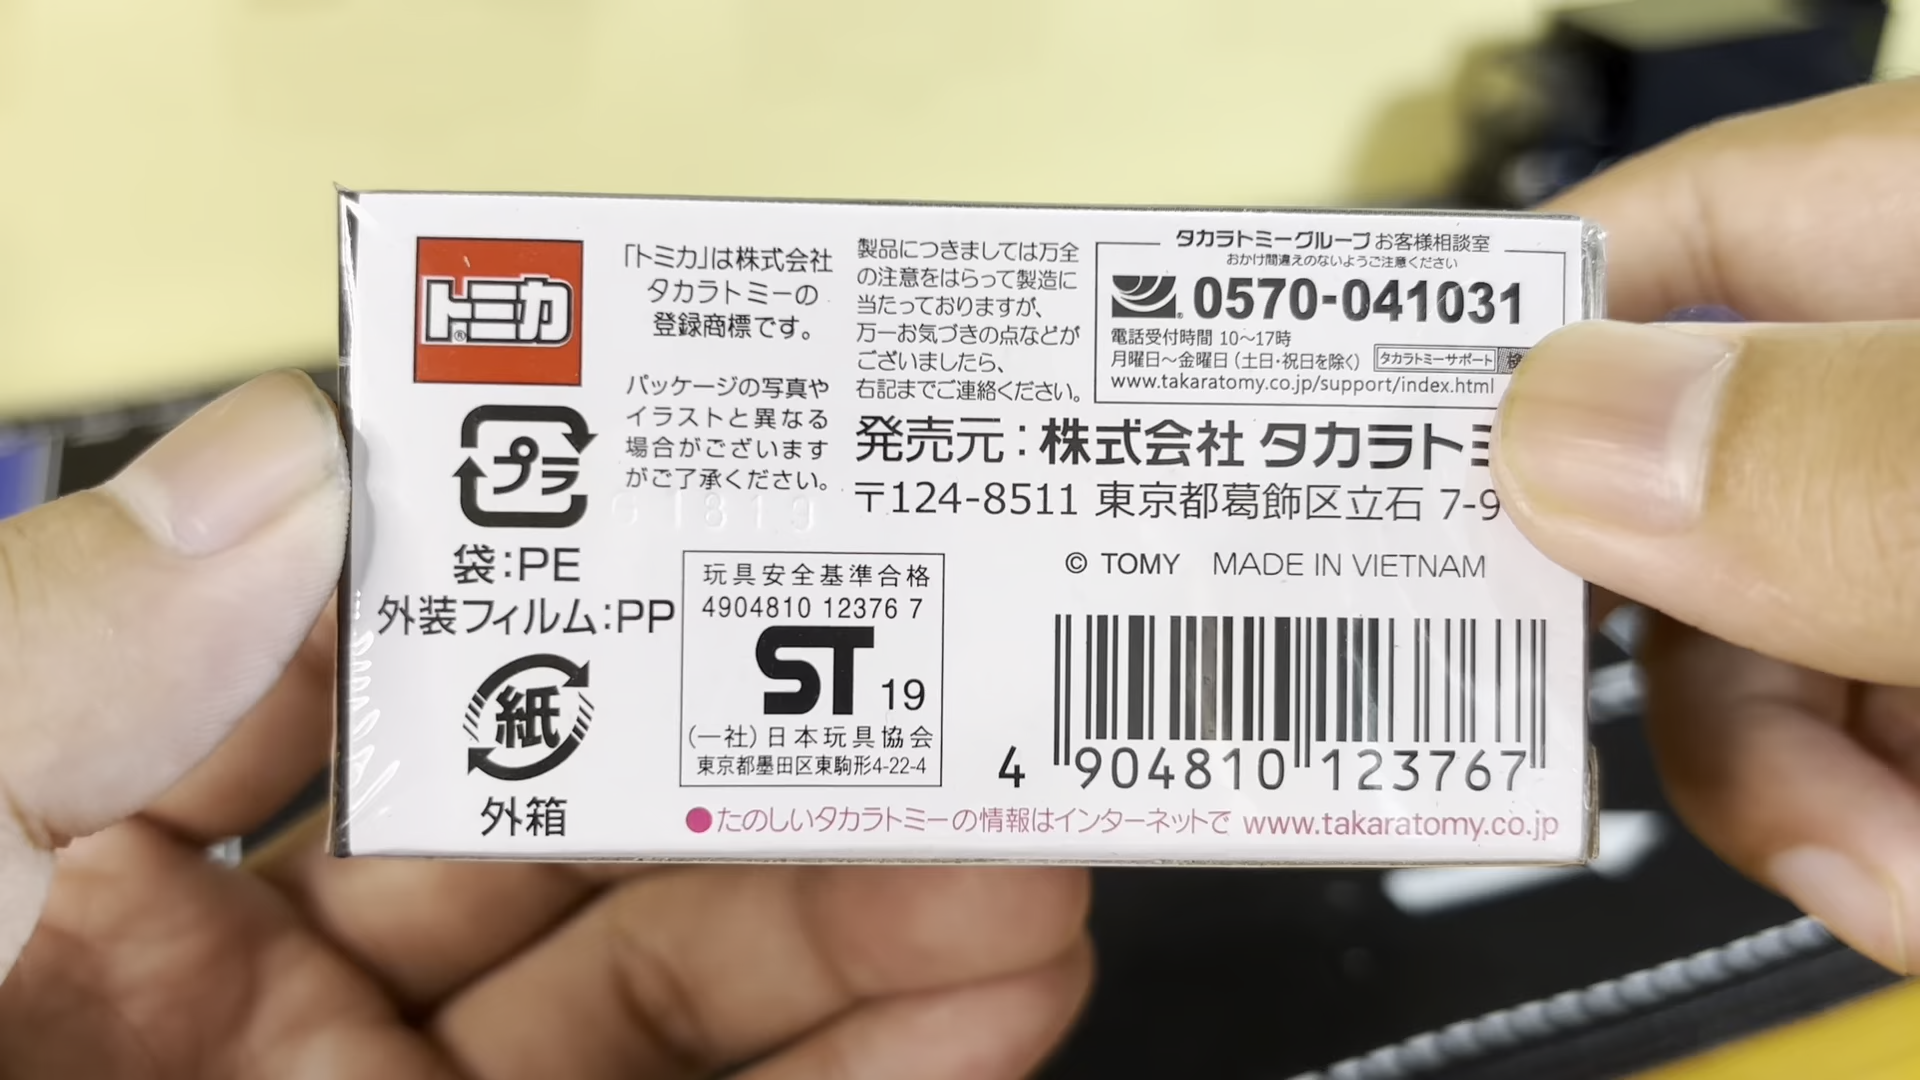 トミカ
プラ
袋:PE
外装フィルム:PP
紙
外箱
「トミカ」は株式会社
タカラトミーの
登録商標です。
パッケージの写真や
イラストと異なる
場合がございます
がご了承ください。
製品につきましては万全
の注意をはらって製造に
当たっておりますが、
万一お気づきの点などが
ございましたら、
右記までご連絡ください。
タカラトミーグループお客様相談室
おかけ間違えのないようご注意ください
0570-041031
電話受付時間 10〜17時
月曜日〜金曜日(土日・祝日を除く) タカラトミーサポート 検
www.takaratomy.co.jp/support/index.html
発売元:株式会社 タカラトミ
〒124-8511 東京都葛飾区立石 7-9
© TOMY MADE IN VIETNAM
玩具安全基準合格
4904810 12376 7
ST 19
(一社)日本玩具協会
東京都墨田区東駒形4-22-4
4 904810 123767
●たのしいタカラトミーの情報はインターネットで www.takaratomy.co.jp